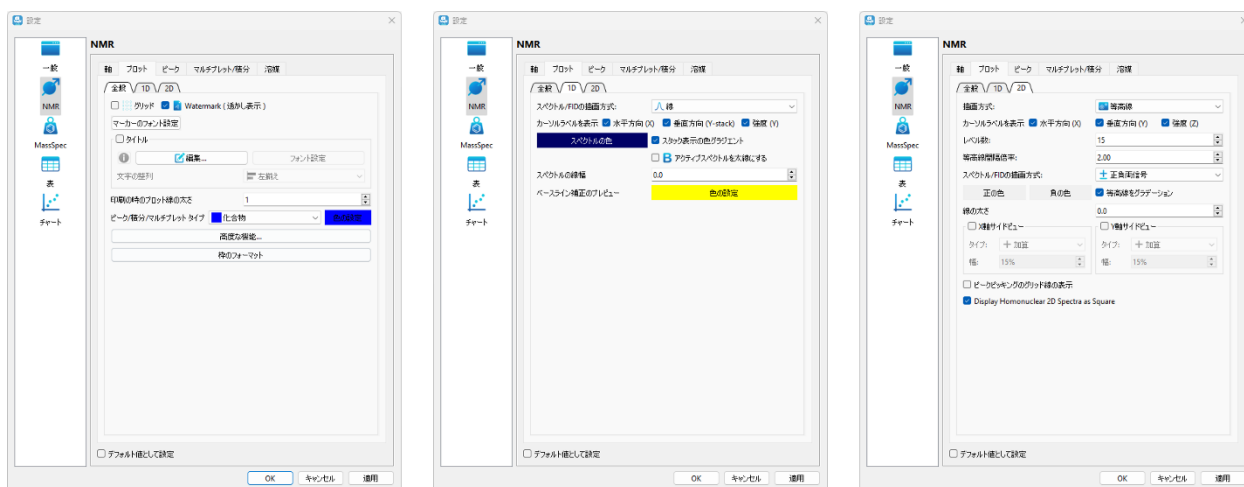 設定
NMR
一般
NMR
MassSpec
表
チャート
軸 プロット ピーク マルチプレット/積分 溶媒
全般 1D 2D
グリッド Watermark ( 透かし表示 )
マーカーのフォント設定
タイトル
編集... フォント設定
文字の整列 左揃え
印刷の時のプロット線の太さ 1
ピーク/積分/マルチプレット タイプ 化合物 色の設定
高度な機能...
枠のフォーマット
デフォルト値として設定
OK キャンセル 適用
設定
NMR
一般
NMR
MassSpec
表
チャート
軸 プロット ピーク マルチプレット/積分 溶媒
全般 1D 2D
スペクトル/FIDの描画方式: 線
カーソルラベルを表示 水平方向 (X) 垂直方向 (Y-stack) 強度 (Y)
スペクトルの色 スタック表示の色グラジェント
アクティブスペクトルを太線にする
スペクトルの線幅 0.0
ベースライン補正のプレビュー 色の設定
デフォルト値として設定
OK キャンセル 適用
設定
NMR
一般
NMR
MassSpec
表
チャート
軸 プロット ピーク マルチプレット/積分 溶媒
全般 1D 2D
描画方式: 等高線
カーソルラベルを表示 水平方向 (X) 垂直方向 (Y) 強度 (Z)
レベル数: 15
等高線間隔倍率: 2.00
スペクトル/FIDの描画方式: 正負両信号
正の色 負の色 等高線をグラデーション
線の太さ 0.0
X軸サイドビュー Y軸サイドビュー
タイプ: 加算 タイプ: 加算
幅: 15% 幅: 15%
ピークピッキングのグリッド線の表示
Display Homonuclear 2D Spectra as Square
デフォルト値として設定
OK キャンセル 適用